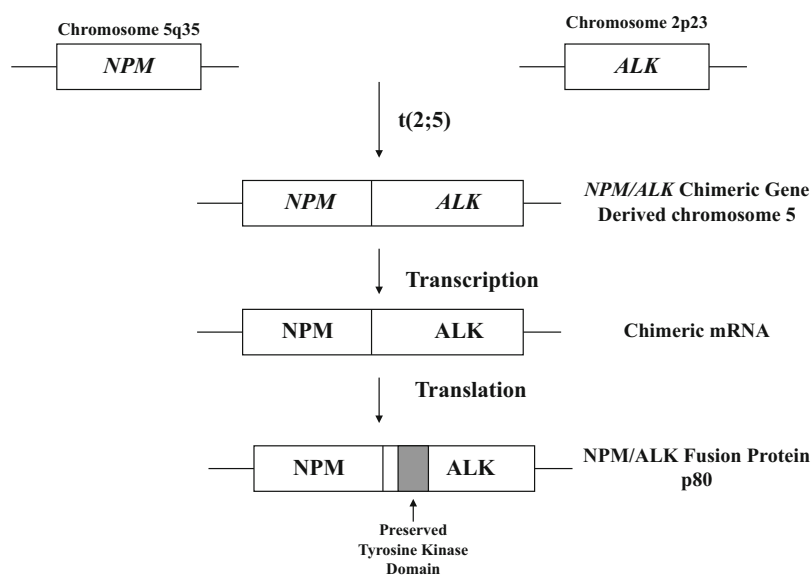 Chromosome 5q35
Chromosome 2p23
NPM
ALK
t(2;5)
NPM
ALK
NPM/ALK Chimeric Gene
Derived chromosome 5
Transcription
NPM
ALK
Chimeric mRNA
Translation
NPM
ALK
NPM/ALK Fusion Protein
p80
Preserved
Tyrosine Kinase
Domain